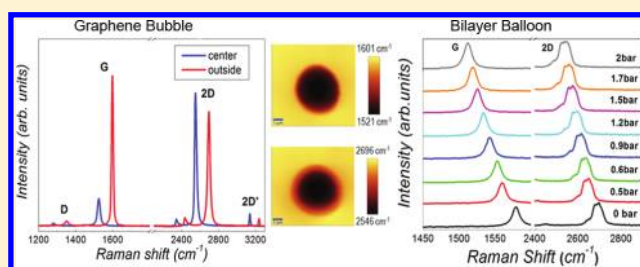 Graphene Bubble
Intensity (arb. units)
center
outside
G
2D
D
2D'
1200 1400 1600 2400 2800 3200
Raman shift (cm⁻¹)
1601 cm⁻¹
1521 cm⁻¹
2696 cm⁻¹
2546 cm⁻¹
Bilayer Balloon
Intensity (arb.units)
G
2D
2bar
1.7bar
1.5bar
1.2bar
0.9bar
0.6bar
0.5bar
0 bar
1450 1500 1550 2400 2600 2800
Raman shift (cm⁻¹)